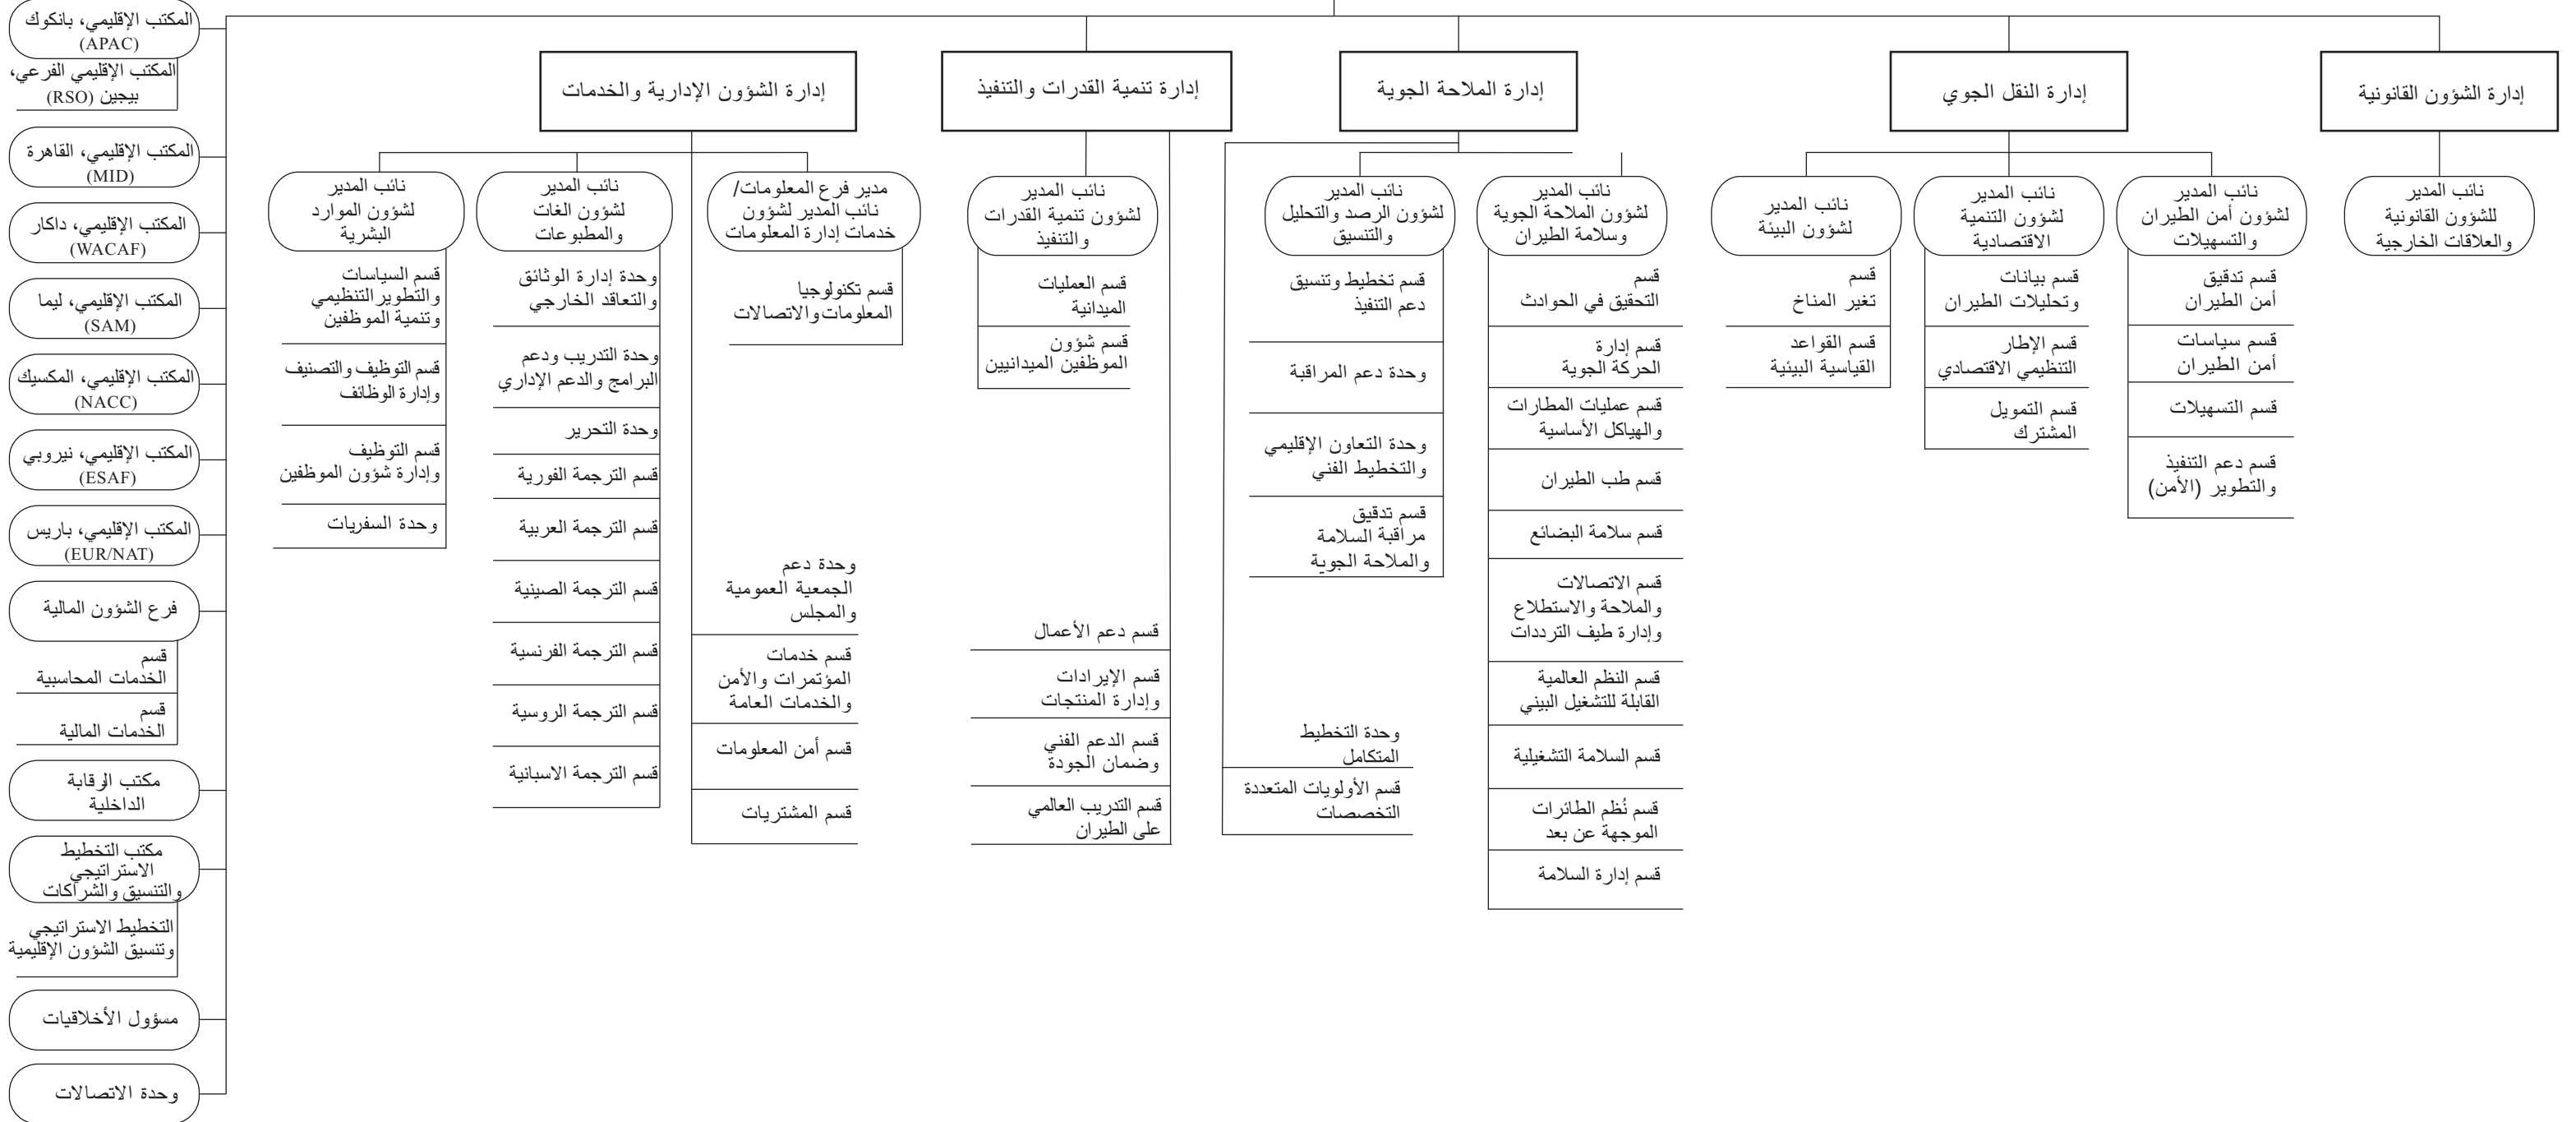 المكتب الإقليمي، بانكوك
(APAC)
المكتب الإقليمي الفرعي،
بيجين (RSO)
المكتب الإقليمي، القاهرة
(MID)
المكتب الإقليمي، داكار
(WACAF)
المكتب الإقليمي، ليما
(SAM)
المكتب الإقليمي، المكسيك
(NACC)
المكتب الإقليمي، نيروبي
(ESAF)
المكتب الإقليمي، باريس
(EUR/NAT)
فرع الشؤون المالية
قسم
الخدمات المحاسبية
قسم
الخدمات المالية
مكتب الرقابة
الداخلية
مكتب التخطيط
الاستراتيجي
والتنسيق والشراكات
التخطيط الاستراتيجي
وتنسيق الشؤون الإقليمية
مسؤول الأخلاقيات
وحدة الاتصالات
إدارة الشؤون القانونية
نائب المدير
للشؤون القانونية
والعلاقات الخارجية
إدارة النقل الجوي
نائب المدير
لشؤون أمن الطيران
والتسهيلات
قسم تدقيق
أمن الطيران
قسم سياسات
أمن الطيران
قسم التسهيلات
قسم دعم التنفيذ
والتطوير (الأمن)
نائب المدير
لشؤون التنمية
الاقتصادية
قسم بيانات
وتحليلات الطيران
قسم الإطار
التنظيمي الاقتصادي
قسم التمويل
المشترك
نائب المدير
لشؤون البيئة
قسم
تغير المناخ
قسم القواعد
القياسية البيئية
إدارة الملاحة الجوية
نائب المدير
لشؤون الملاحة الجوية
وسلامة الطيران
قسم
التحقيق في الحوادث
قسم إدارة
الحركة الجوية
قسم عمليات المطارات
والهياكل الأساسية
قسم طب الطيران
قسم سلامة البضائع
قسم الاتصالات
والملاحة والاستطلاع
وإدارة طيف الترددات
قسم النظم العالمية
القابلة للتشغيل البيني
قسم السلامة التشغيلية
قسم نُظم الطائرات
الموجهة عن بعد
قسم إدارة السلامة
نائب المدير
لشؤون الرصد والتحليل
والتنسيق
قسم تخطيط وتنسيق
دعم التنفيذ
وحدة دعم المراقبة
وحدة التعاون الإقليمي
والتخطيط الفني
قسم تدقيق
مراقبة السلامة
والملاحة الجوية
وحدة التخطيط
المتكامل
قسم الأولويات المتعددة
التخصصات
إدارة تنمية القدرات والتنفيذ
نائب المدير
لشؤون تنمية القدرات
والتنفيذ
قسم العمليات
الميدانية
قسم شؤون
الموظفين الميدانيين
قسم دعم الأعمال
قسم الإيرادات
وإدارة المنتجات
قسم الدعم الفني
وضمان الجودة
قسم التدريب العالمي
على الطيران
إدارة الشؤون الإدارية والخدمات
مدير فرع المعلومات/
نائب المدير لشؤون
خدمات إدارة المعلومات
قسم تكنولوجيا
المعلومات والاتصالات
وحدة دعم
الجمعية العمومية
والمجلس
قسم خدمات
المؤتمرات والأمن
والخدمات العامة
قسم أمن المعلومات
قسم المشتريات
نائب المدير
لشؤون الغات
والمطبوعات
وحدة إدارة الوثائق
والتعاقد الخارجي
وحدة التدريب ودعم
البرامج والدعم الإداري
وحدة التحرير
قسم الترجمة الفورية
قسم الترجمة العربية
قسم الترجمة الصينية
قسم الترجمة الفرنسية
قسم الترجمة الروسية
قسم الترجمة الاسبانية
نائب المدير
لشؤون الموارد
البشرية
قسم السياسات
والتطوير التنظيمي
وتنمية الموظفين
قسم التوظيف والتصنيف
وإدارة الوظائف
قسم التوظيف
وإدارة شؤون الموظفين
وحدة السفريات